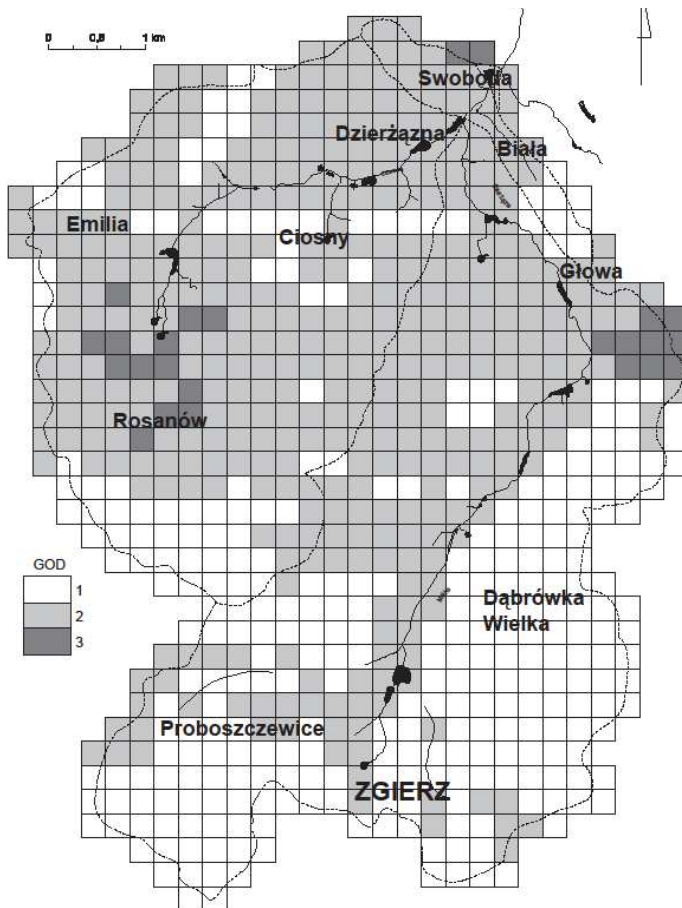 0 0,5 1 km
Swoboda
Dzierżązna
Biała
Emilia
Ciosny
Głowa
Rosanów
GOD
1
2
3
Dąbrówka
Wielka
Proboszczewice
ZGIERZ